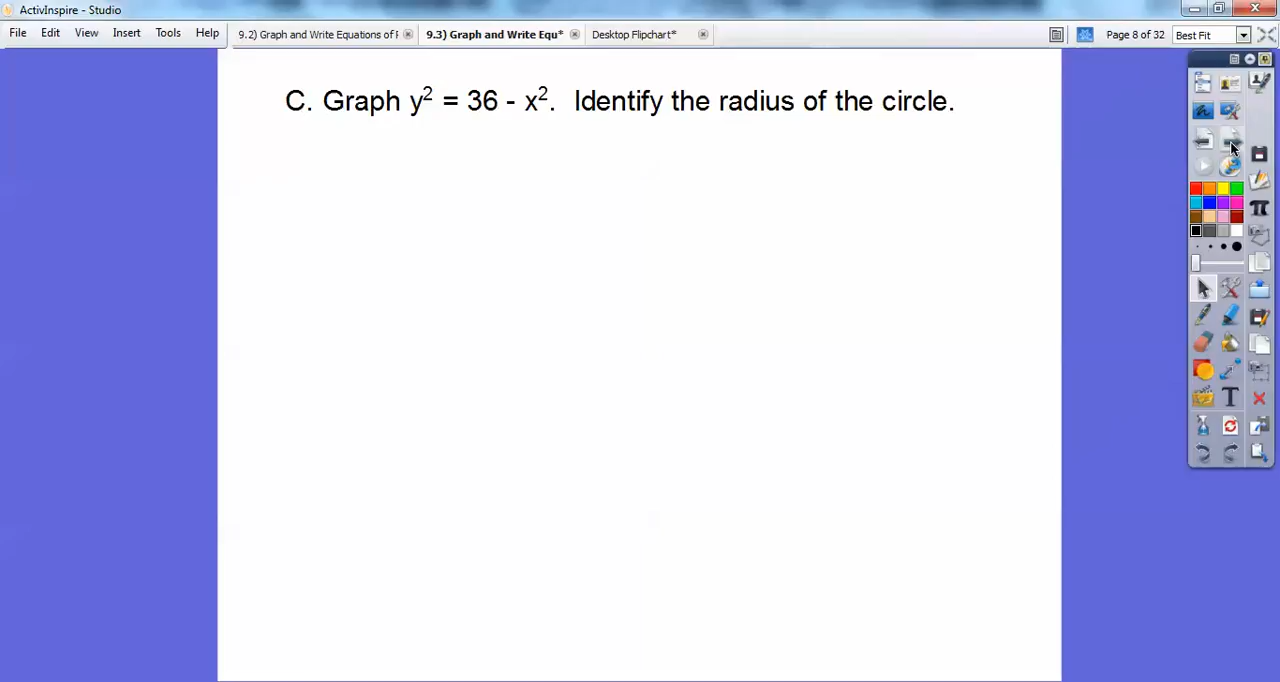 ActivInspire - Studio
File Edit View Insert Tools Help
9.2) Graph and Write Equations of F 9.3) Graph and Write Equ* Desktop Flipchart* Page 8 of 32 Best Fit
C. Graph y² = 36 - x². Identify the radius of the circle.